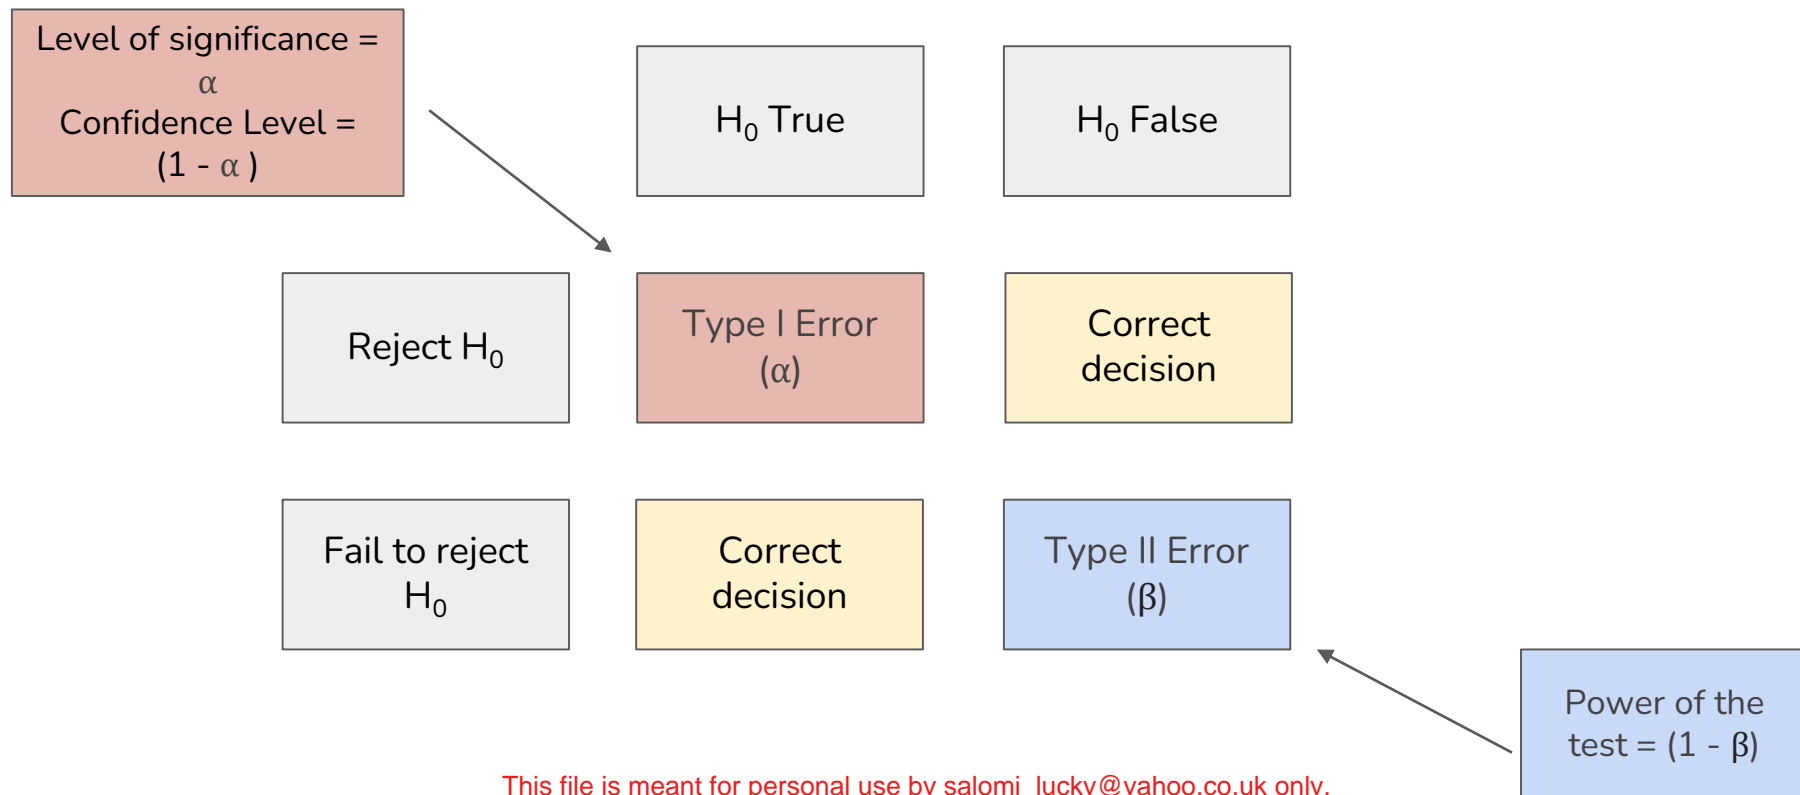 Level of significance =
α
Confidence Level =
(1 - α )
H₀ True
H₀ False
Reject H₀
Type I Error
(α)
Correct
decision
Fail to reject
H₀
Correct
decision
Type II Error
(β)
Power of the
test = (1 - β)
This file is meant for personal use by salomi_lucky@yahoo.co.uk only.